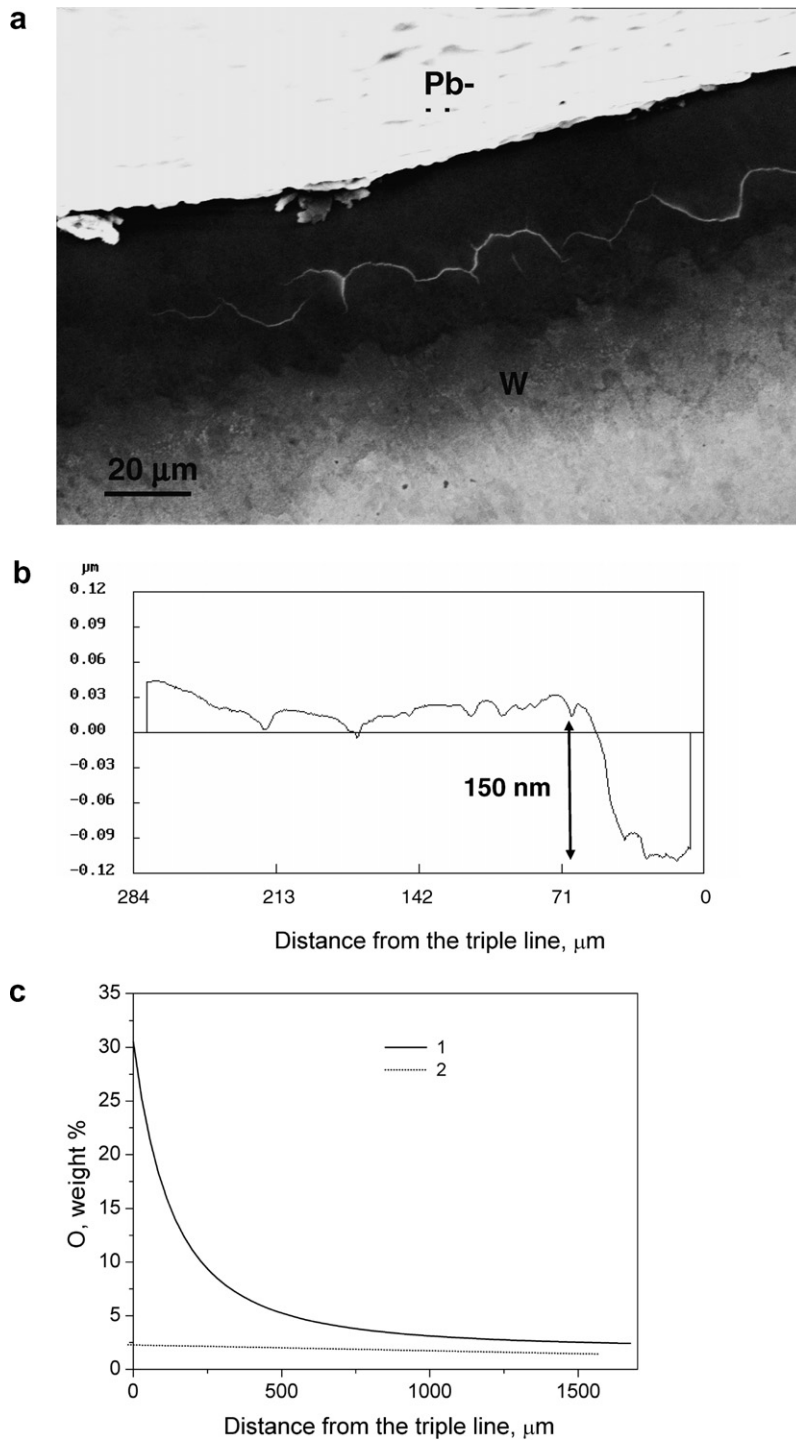 a
Pb-
W
20 μm
b
μm
0.12
0.09
0.06
0.03
0.00
-0.03
-0.06
-0.09
-0.12
150 nm
284 213 142 71 0
Distance from the triple line, μm
c
35
30
25
20
15
10
5
0
O, weight %
1
2
0 500 1000 1500
Distance from the triple line, μm